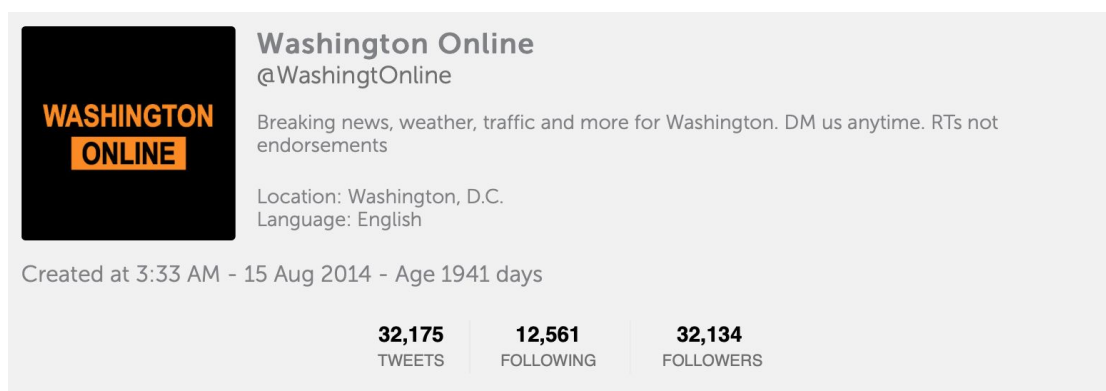 WASHINGTON
ONLINE
Washington Online
@WashingtOnline
Breaking news, weather, traffic and more for Washington. DM us anytime. RTs not
endorsements
Location: Washington, D.C.
Language: English
Created at 3:33 AM - 15 Aug 2014 - Age 1941 days
32,175 12,561 32,134
TWEETS FOLLOWING FOLLOWERS